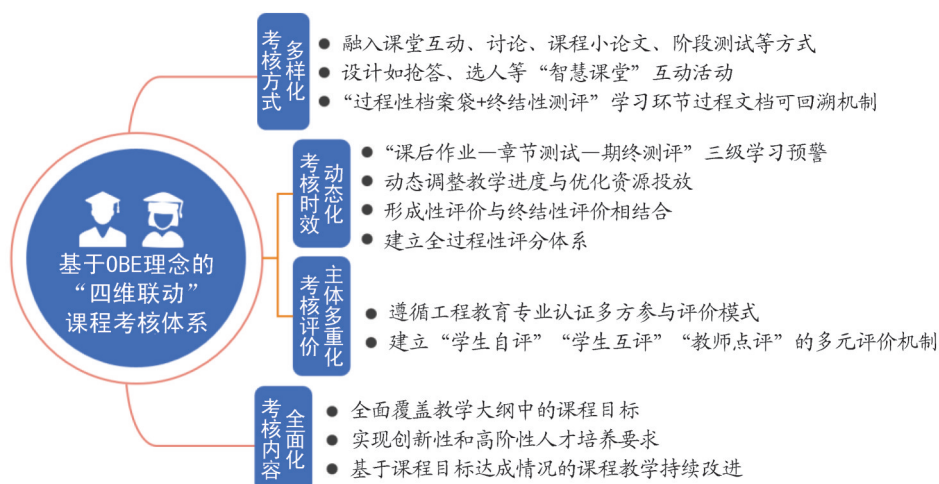 考核方式
多样化
融入课堂互动、讨论、课程小论文、阶段测试等方式
设计如抢答、选人等“智慧课堂”互动活动
“过程性档案袋+终结性测评”学习环节过程文档可回溯机制
考核时效
动态化
“课后作业—章节测试—期终测评”三级学习预警
动态调整教学进度与优化资源投放
形成性评价与终结性评价相结合
建立全过程性评分体系
基于OBE理念的
“四维联动”
课程考核体系
考核评价
主体多重化
遵循工程教育专业认证多方参与评价模式
建立“学生自评”“学生互评”“教师点评”的多元评价机制
考核内容
全面化
全面覆盖教学大纲中的课程目标
实现创新性和高阶性人才培养要求
基于课程目标达成情况的课程教学持续改进